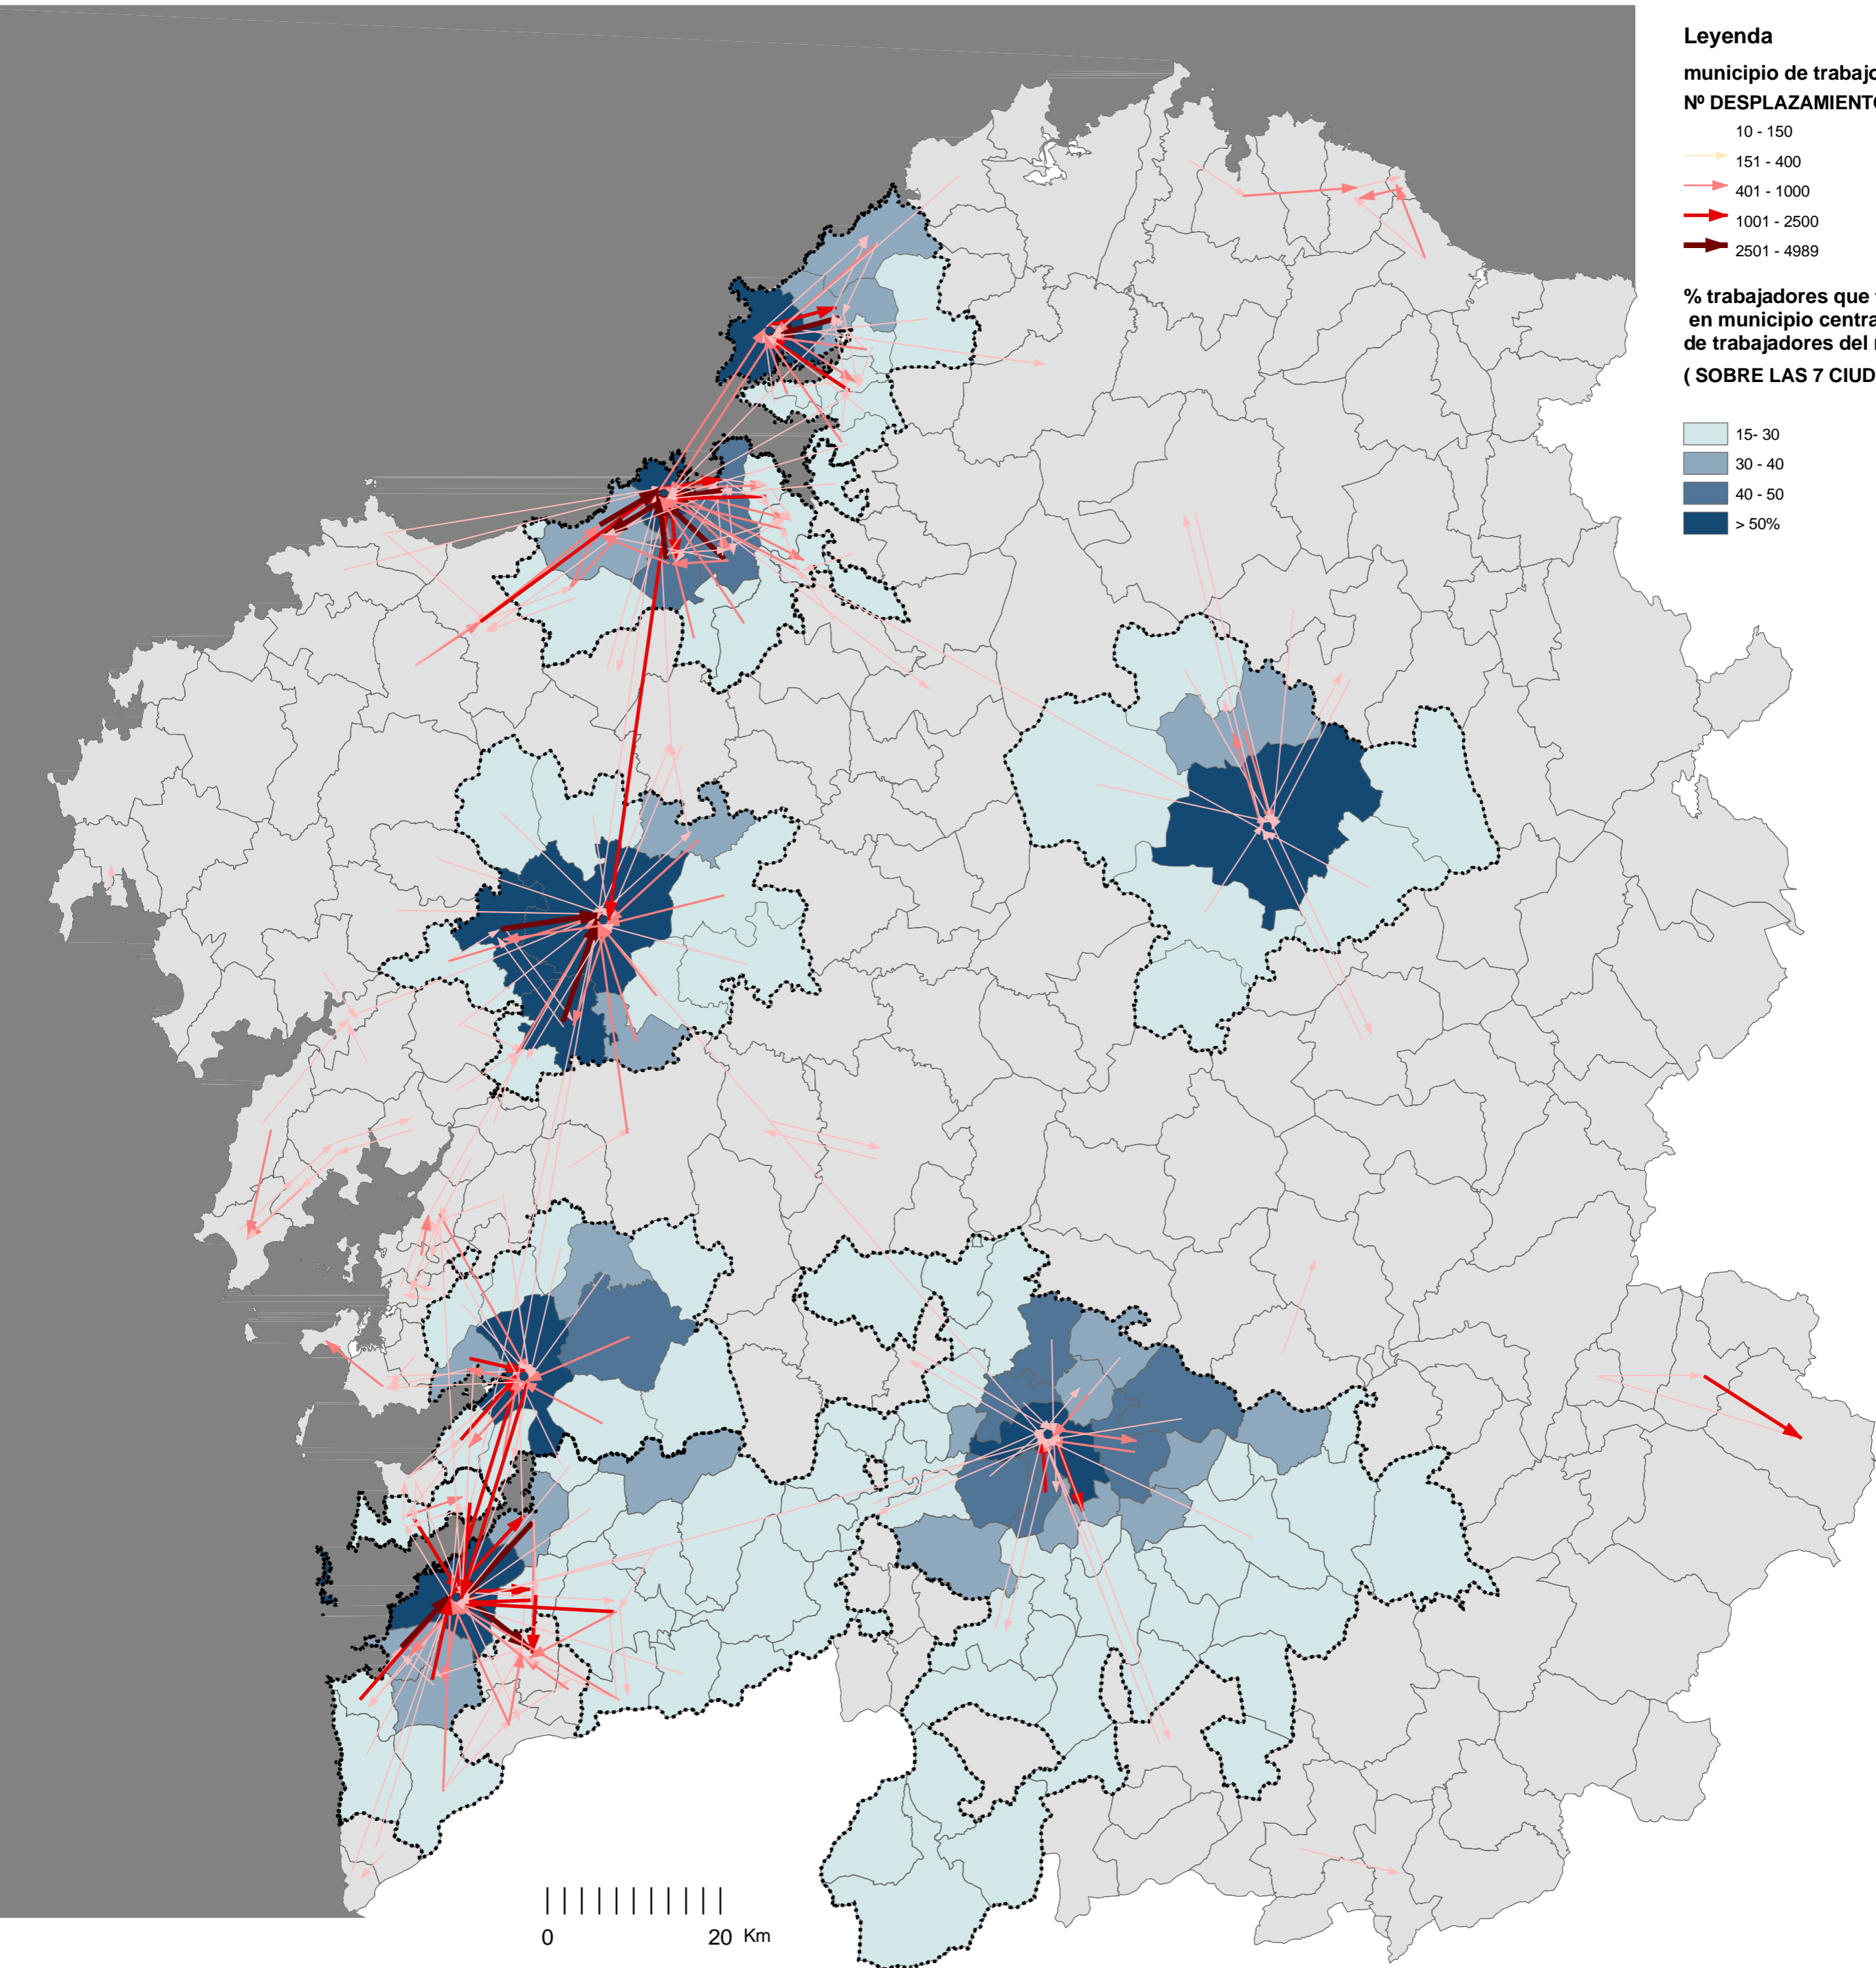 Leyenda
municipio de trabajo
Nº DESPLAZAMIENTO
10 - 150
151 - 400
401 - 1000
1001 - 2500
2501 - 4989
% trabajadores que
en municipio centra
de trabajadores del
( SOBRE LAS 7 CIUD
15- 30
30 - 40
40 - 50
> 50%
0 20 Km